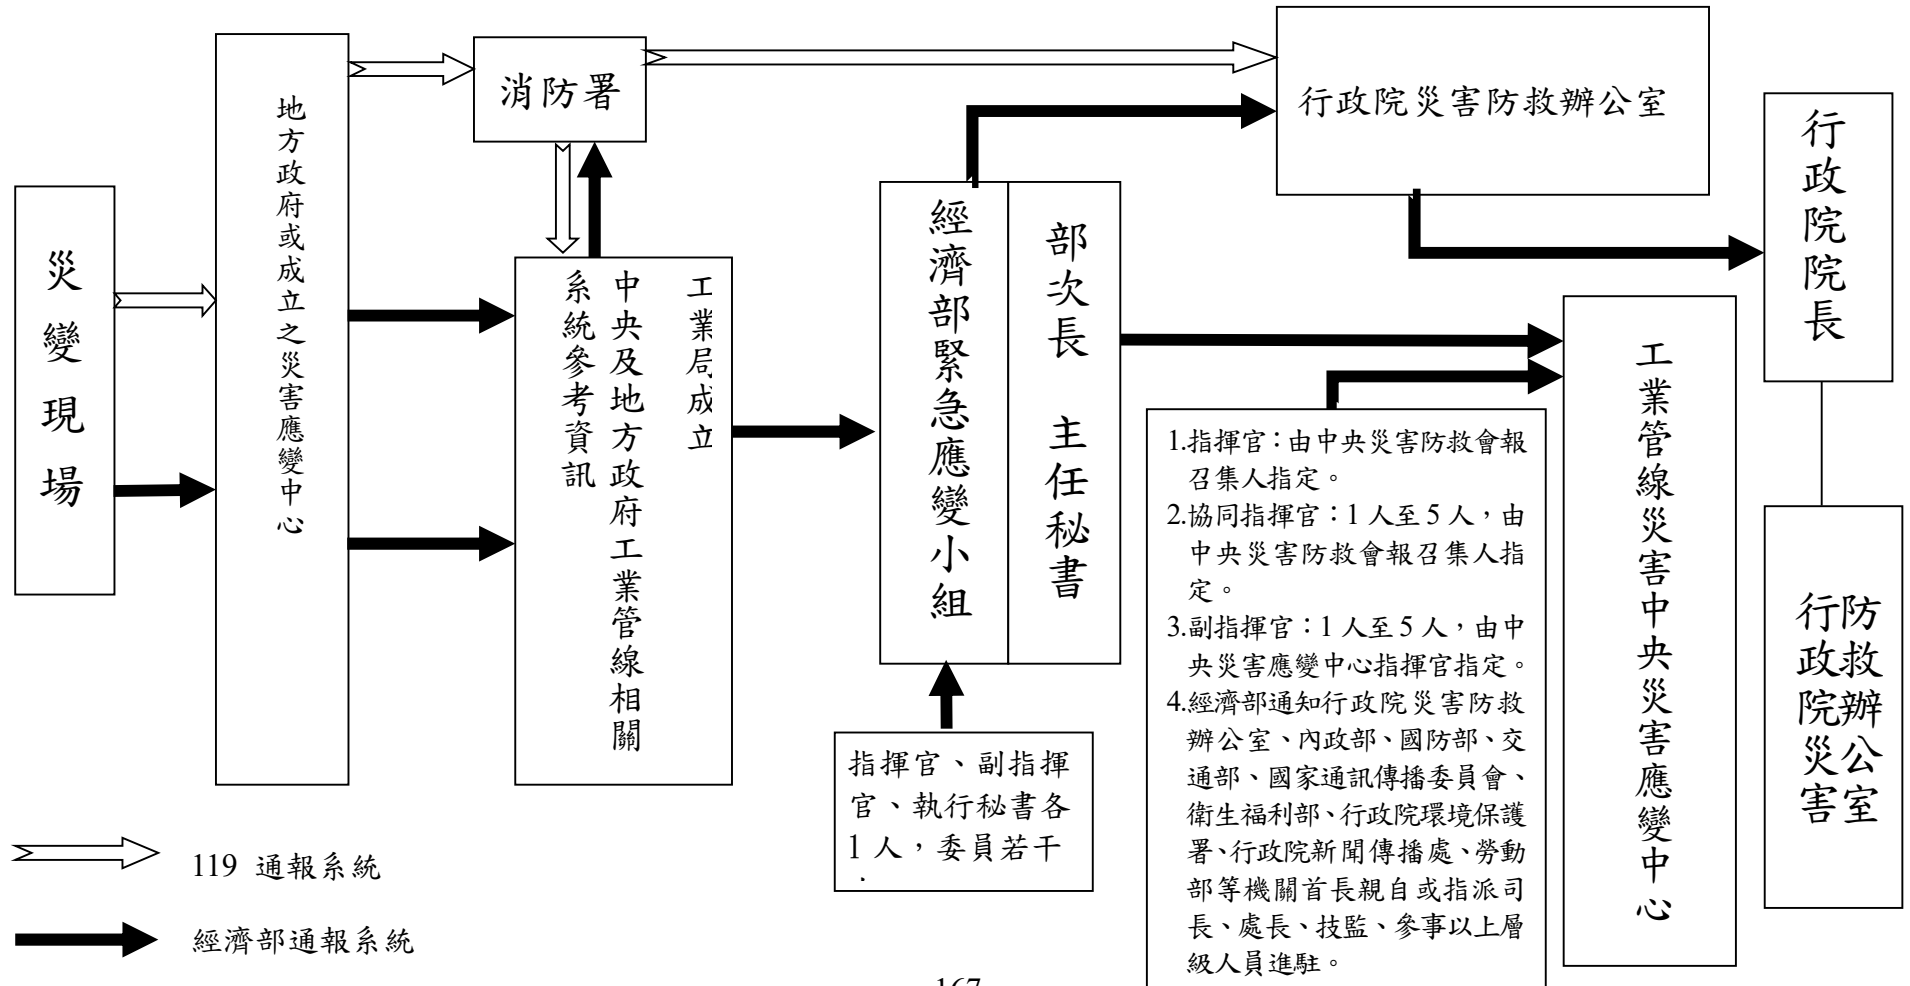 災變現場
地方政府或成立之災害應變中心
消防署
工業局成立
中央及地方政府工業管線相關
系統參考資訊
經濟部緊急應變小組
部次長 主任秘書
指揮官、副指揮
官、執行秘書各
1人,委員若干
行政院災害防救辦公室
1.指揮官:由中央災害防救會報
召集人指定。
2.協同指揮官:1人至5人,由
中央災害防救會報召集人指
定。
3.副指揮官:1人至5人,由中
央災害應變中心指揮官指定。
4.經濟部通知行政院災害防救
辦公室、內政部、國防部、交
通部、國家通訊傳播委員會、
衛生福利部、行政院環境保護
署、行政院新聞傳播處、勞動
部等機關首長親自或指派司
長、處長、技監、參事以上層
級人員進駐。
工業管線災害中央災害應變中心
行政院院長
行政院災害
防救辦公室
119 通報系統
經濟部通報系統